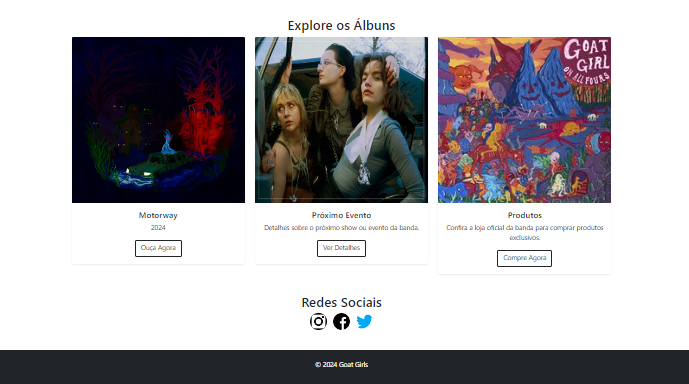 Explore os Álbuns
GOAT
GIRL
ON ALL FOURS
Motorway
2024
Ouça Agora
Próximo Evento
Detalhes sobre o próximo show ou evento da banda.
Ver Detalhes
Produtos
Confira a loja oficial da banda para comprar produtos
exclusivos.
Compre Agora
Redes Sociais
© 2024 Goat Girls